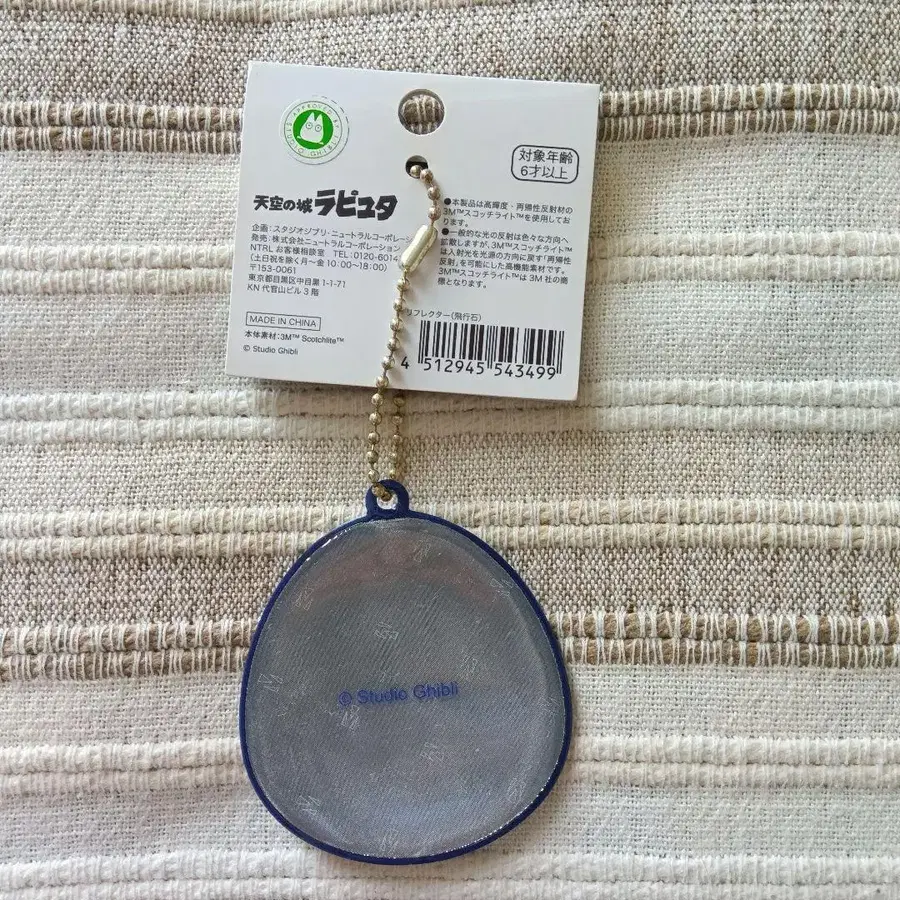 APPROVED BY
STUDIO GHIBLI
対象年齢
6才以上
天空の城ラピュタ
企画：スタジオジブリ・ニュートラルコーポレー
発売：株式会社ニュートラルコーポレーション
NTRL お客様相談室 TEL：0120-6014
（土日祝を除く月〜金 10:00〜18:00）
〒153-0061
東京都目黒区中目黒 1-1-71
KN 代官山ビル 3 階
MADE IN CHINA
本体素材：3M™ Scotchlite™
© Studio Ghibli
●本製品は高輝度・再帰性反射材の
3M™スコッチライト™を使用してお
ります。
●一般的な光の反射は色々な方向へ
拡散しますが、3M™スコッチライト™
は入射光を光源の方向に戻す「再帰性
反射」を可能にした高機能素材です。
3M™スコッチライト™は 3M 社の商
標となります。
リフレクター（飛行石）
4 512945 543499
© Studio Ghibli